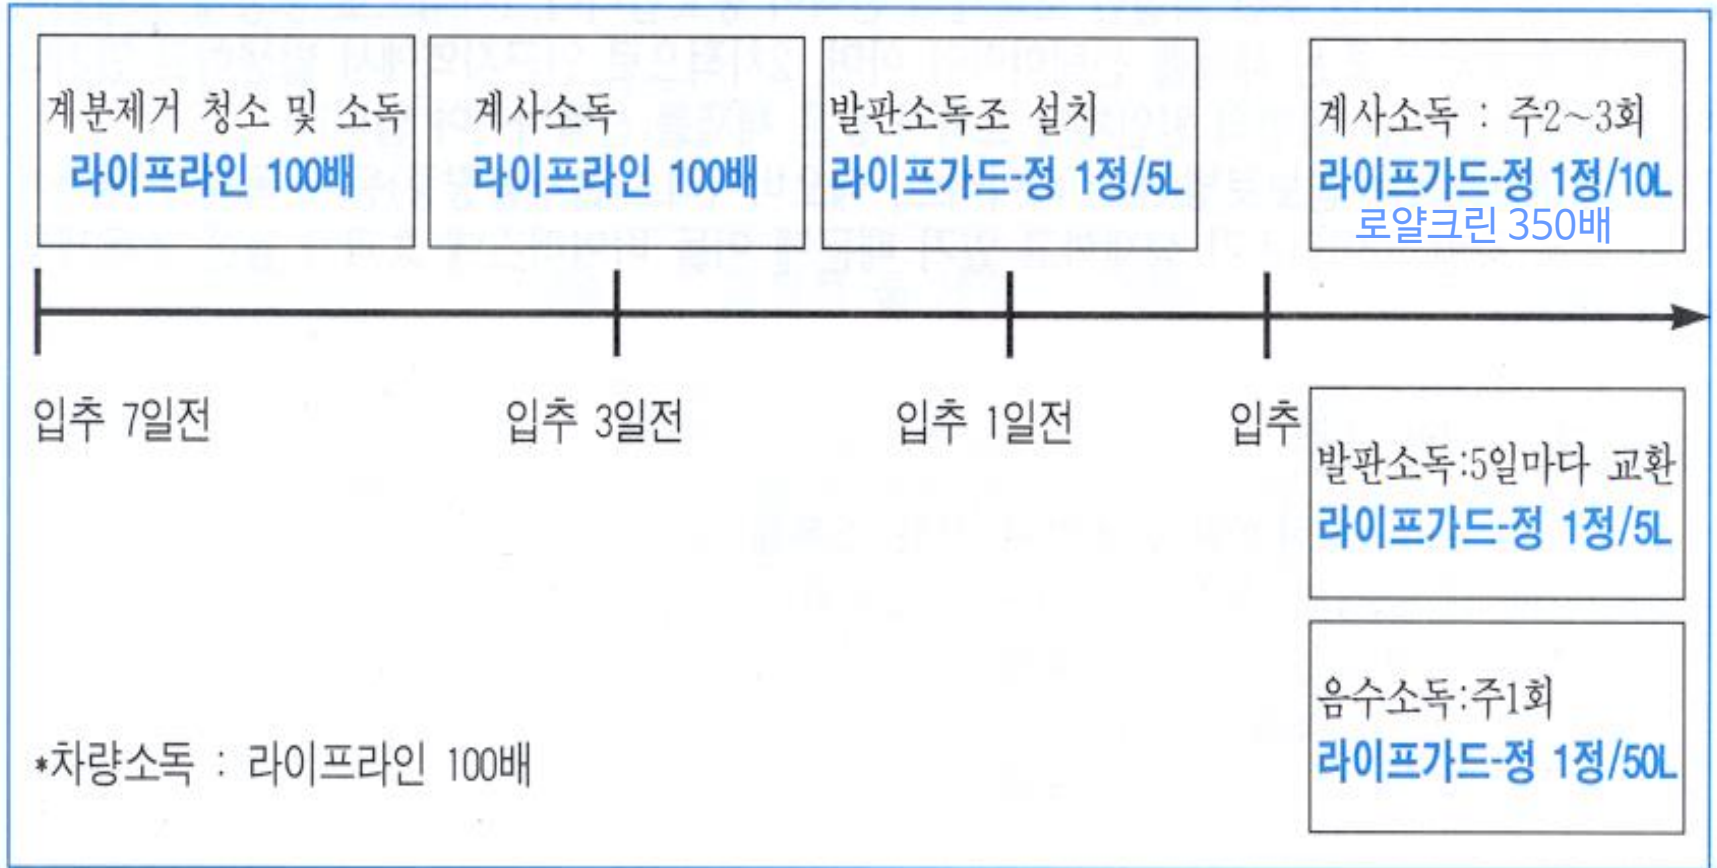 계분제거 청소 및 소독
라이프라인 100배
계사소독
라이프라인 100배
발판소독조 설치
라이프가드-정 1정/5L
계사소독 : 주2~3회
라이프가드-정 1정/10L
로얄크린 350배
입추 7일전
입추 3일전
입추 1일전
입추
발판소독:5일마다 교환
라이프가드-정 1정/5L
음수소독:주1회
라이프가드-정 1정/50L
*차량소독 : 라이프라인 100배